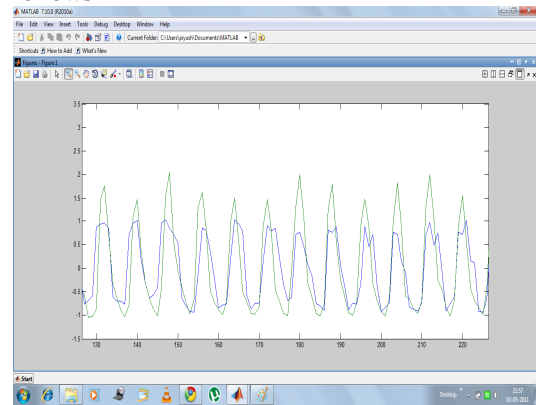 MATLAB 7.10.0 (R2010a)
File Edit View Insert Tools Debug Desktop Window Help
Current Folder: C:\Users\piyush\Documents\MATLAB
Shortcuts How to Add What's New
Figures - Figure 1
3.5
3
2.5
2
1.5
1
0.5
0
-0.5
-1
-1.5
130 140 150 160 170 180 190 200 210 220
Start
Desktop 22:57
03-05-2011